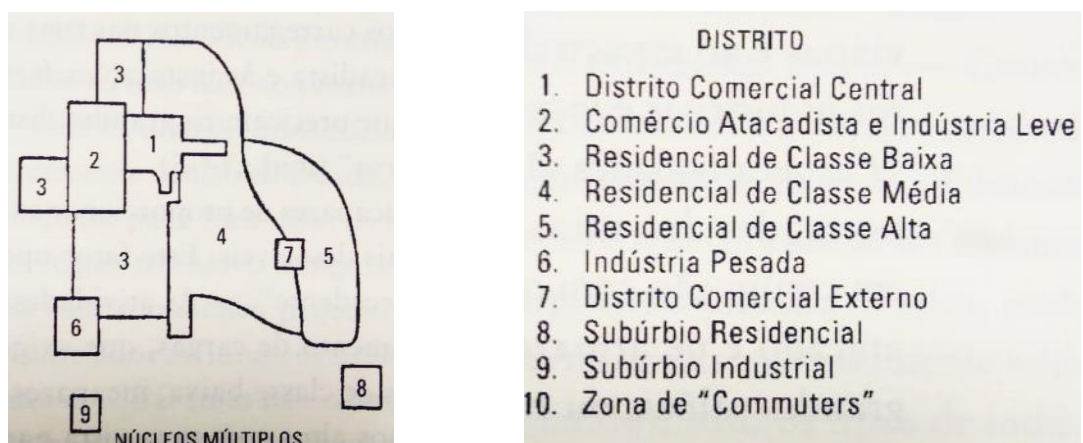 3
2
1
3
4
3
7
5
6
8
9
NÚCLEOS MÚLTIPLOS
DISTRITO
1. Distrito Comercial Central
2. Comércio Atacadista e Indústria Leve
3. Residencial de Classe Baixa
4. Residencial de Classe Média
5. Residencial de Classe Alta
6. Indústria Pesada
7. Distrito Comercial Externo
8. Subúrbio Residencial
9. Subúrbio Industrial
10. Zona de "Commuters"